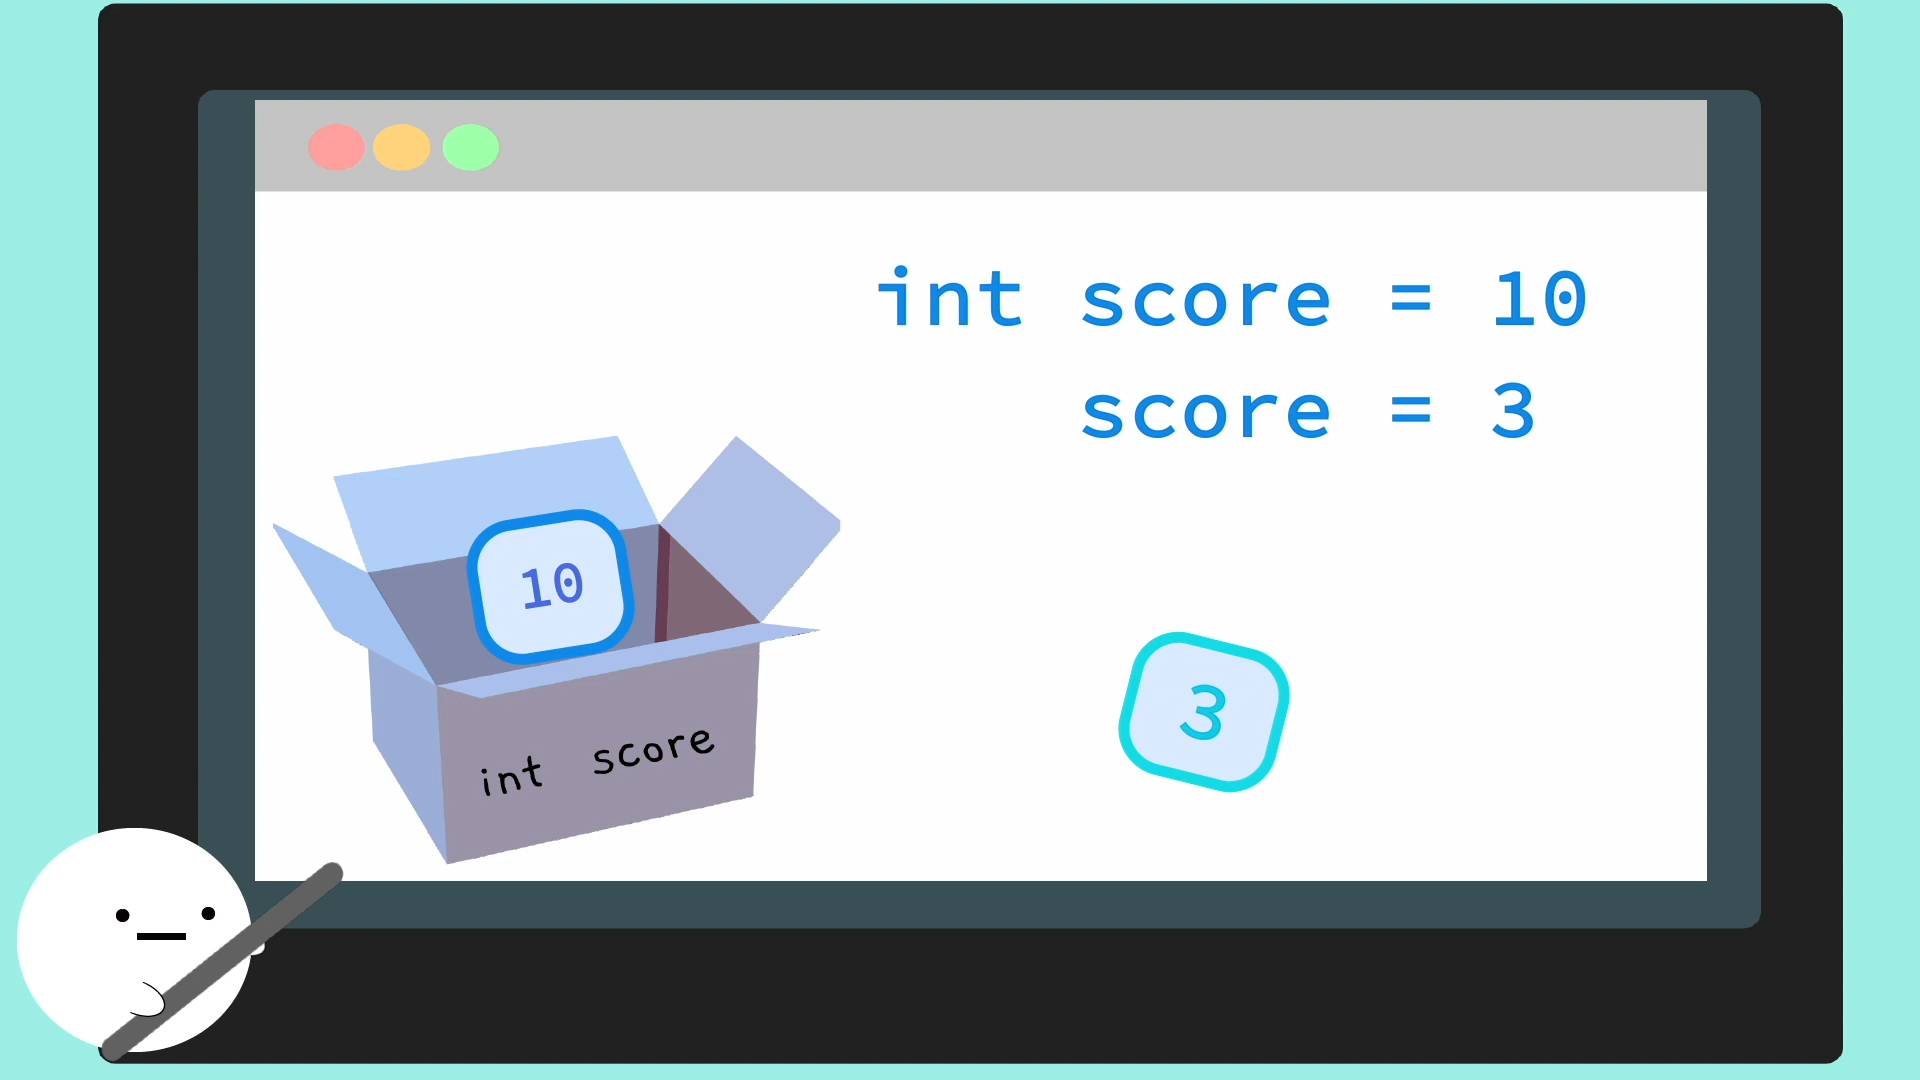 int score = 10
score = 3
10
3
int score